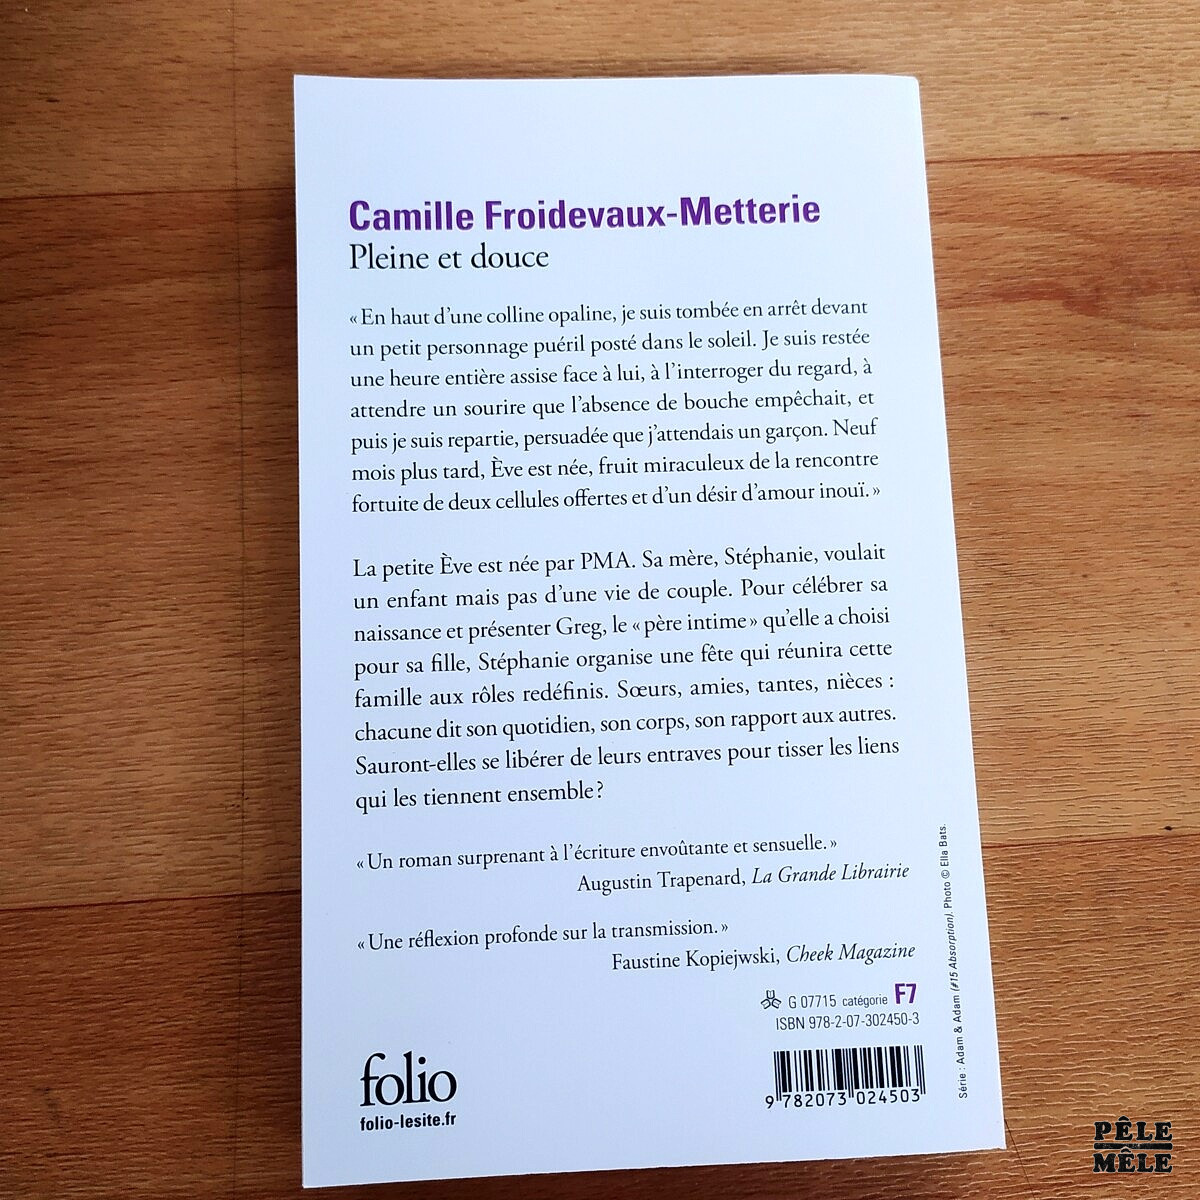 Camille Froidevaux-Metterie
Pleine et douce
« En haut d'une colline opaline, je suis tombée en arrêt devant
un petit personnage puéril posté dans le soleil. Je suis restée
une heure entière assise face à lui, à l'interroger du regard, à
attendre un sourire que l'absence de bouche empêchait, et
puis je suis repartie, persuadée que j'attendais un garçon. Neuf
mois plus tard, Ève est née, fruit miraculeux de la rencontre
fortuite de deux cellules offertes et d'un désir d'amour inouï. »
La petite Ève est née par PMA. Sa mère, Stéphanie, voulait
un enfant mais pas d'une vie de couple. Pour célébrer sa
naissance et présenter Greg, le « père intime » qu'elle a choisi
pour sa fille, Stéphanie organise une fête qui réunira cette
famille aux rôles redéfinis. Sœurs, amies, tantes, nièces :
chacune dit son quotidien, son corps, son rapport aux autres.
Sauront-elles se libérer de leurs entraves pour tisser les liens
qui les tiennent ensemble ?
« Un roman surprenant à l'écriture envoûtante et sensuelle. »
Augustin Trapenard, La Grande Librairie
« Une réflexion profonde sur la transmission. »
Faustine Kopiejwski, Cheek Magazine
G 07715 catégorie F7
ISBN 978-2-07-302450-3
9 782073 024503
folio
folio-lesite.fr
Série : Adam & Adam (#15 Absorption). Photo © Ella Bats.
PÊLE
MÊLE